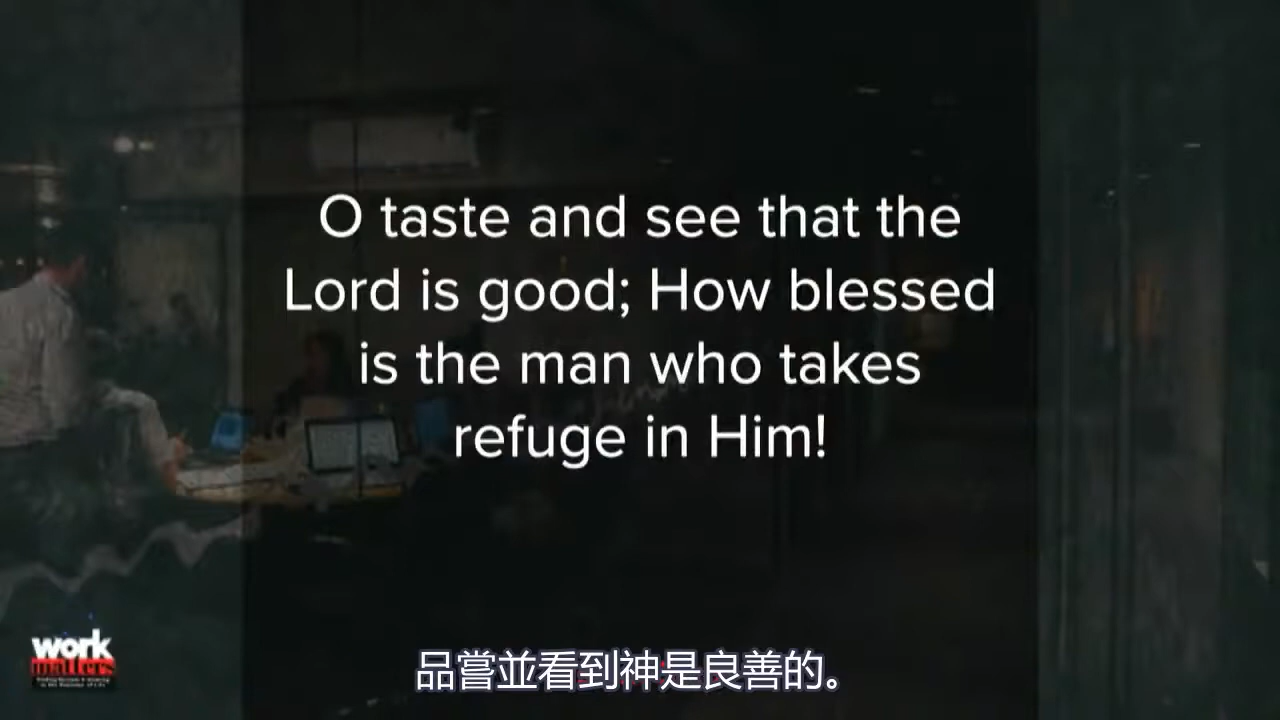 O taste and see that the
Lord is good; How blessed
is the man who takes
refuge in Him!
work
matters
品嘗並看到神是良善的。